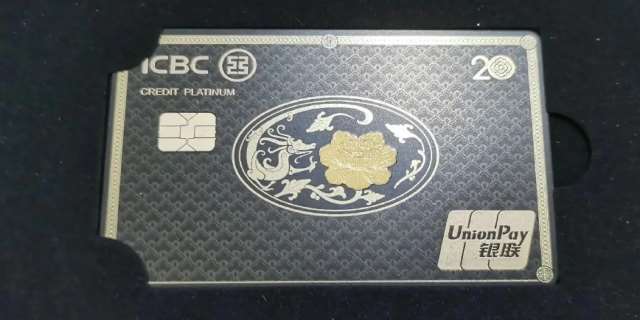 ICBC
20
CREDIT PLATINUM
UnionPay
银联